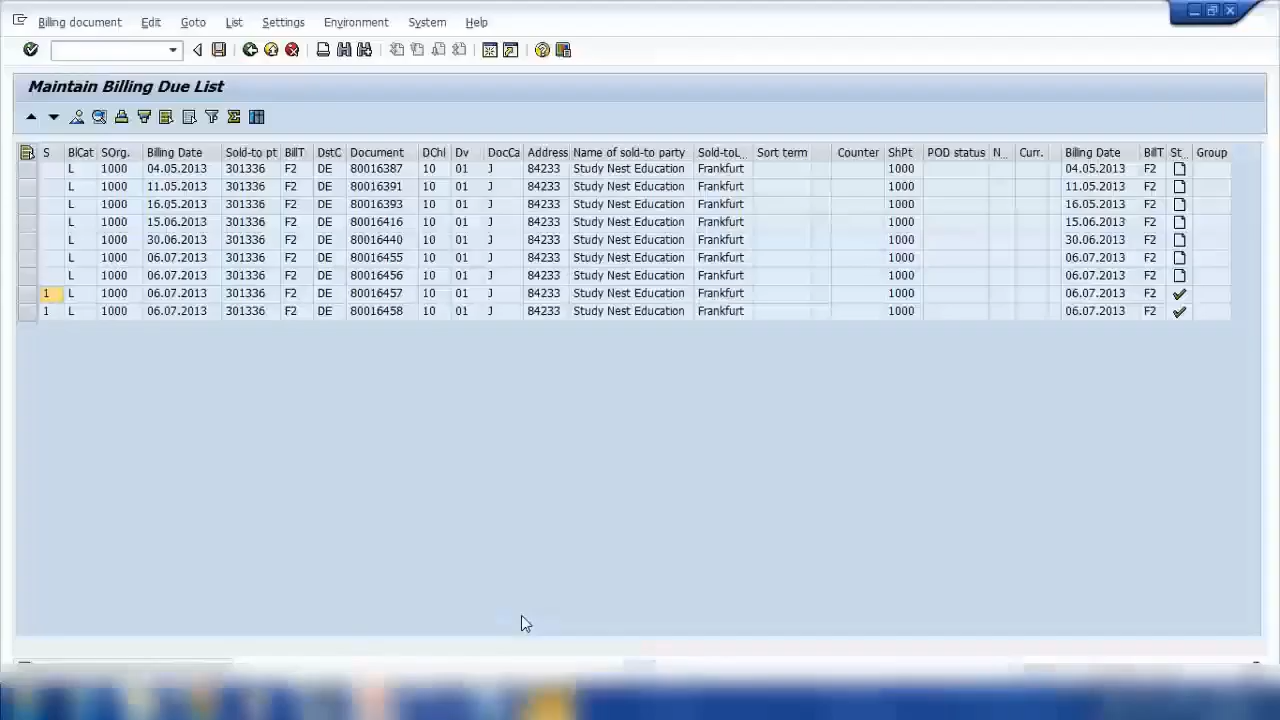 Billing document Edit Goto List Settings Environment System Help
Maintain Billing Due List
S BlCat SOrg. Billing Date Sold-to pt BillT DstC Document DChl Dv DocCa Address Name of sold-to party Sold-toL... Sort term Counter ShPt POD status N... Curr. Billing Date BillT St... Group
L 1000 04.05.2013 301336 F2 DE 80016387 10 01 J 84233 Study Nest Education Frankfurt 1000 04.05.2013 F2
L 1000 11.05.2013 301336 F2 DE 80016391 10 01 J 84233 Study Nest Education Frankfurt 1000 11.05.2013 F2
L 1000 16.05.2013 301336 F2 DE 80016393 10 01 J 84233 Study Nest Education Frankfurt 1000 16.05.2013 F2
L 1000 15.06.2013 301336 F2 DE 80016416 10 01 J 84233 Study Nest Education Frankfurt 1000 15.06.2013 F2
L 1000 30.06.2013 301336 F2 DE 80016440 10 01 J 84233 Study Nest Education Frankfurt 1000 30.06.2013 F2
L 1000 06.07.2013 301336 F2 DE 80016455 10 01 J 84233 Study Nest Education Frankfurt 1000 06.07.2013 F2
L 1000 06.07.2013 301336 F2 DE 80016456 10 01 J 84233 Study Nest Education Frankfurt 1000 06.07.2013 F2
1 L 1000 06.07.2013 301336 F2 DE 80016457 10 01 J 84233 Study Nest Education Frankfurt 1000 06.07.2013 F2
1 L 1000 06.07.2013 301336 F2 DE 80016458 10 01 J 84233 Study Nest Education Frankfurt 1000 06.07.2013 F2